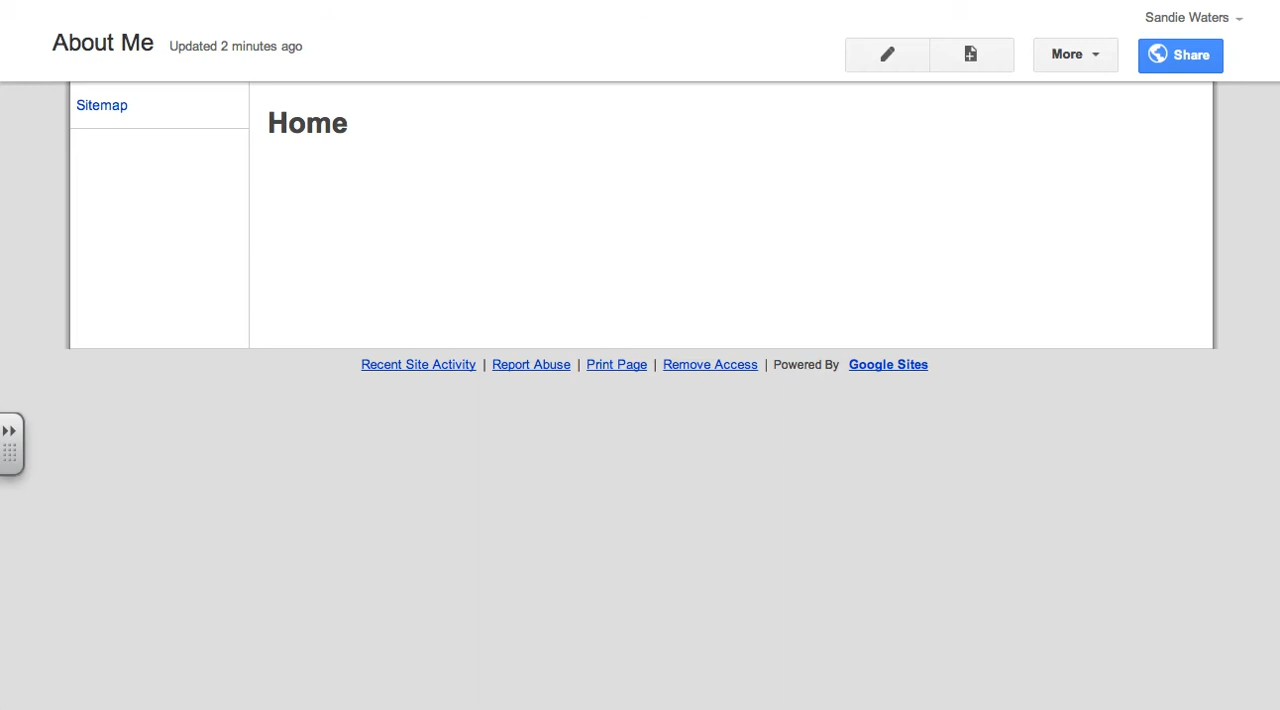 Sandie Waters
About Me Updated 2 minutes ago
More
Share
Sitemap
Home
Recent Site Activity | Report Abuse | Print Page | Remove Access | Powered By Google Sites